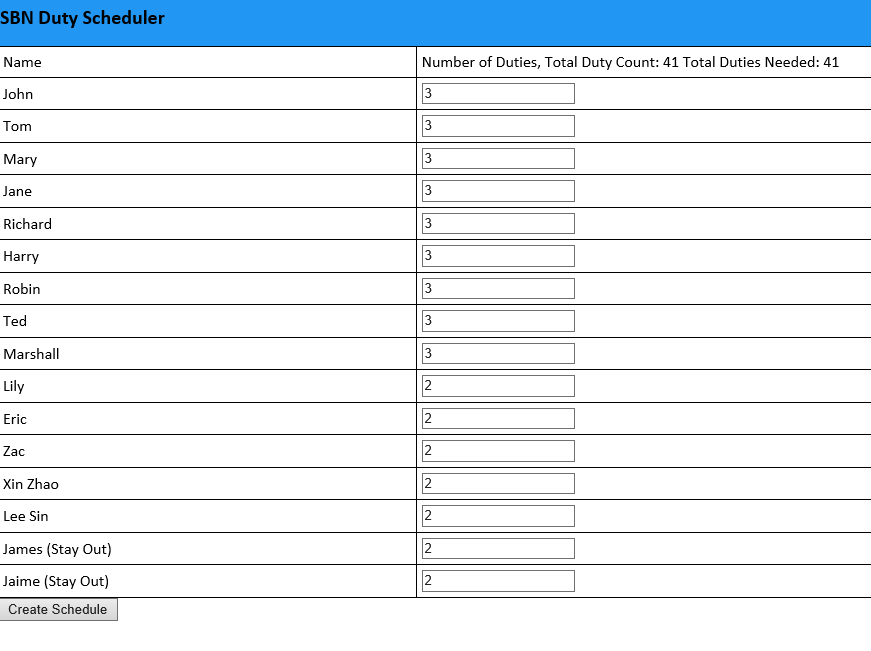 SBN Duty Scheduler
Name Number of Duties, Total Duty Count: 41 Total Duties Needed: 41
John 3
Tom 3
Mary 3
Jane 3
Richard 3
Harry 3
Robin 3
Ted 3
Marshall 3
Lily 2
Eric 2
Zac 2
Xin Zhao 2
Lee Sin 2
James (Stay Out) 2
Jaime (Stay Out) 2
Create Schedule